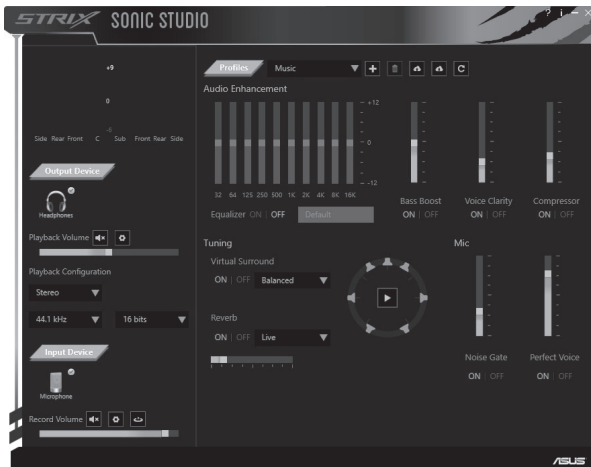 STRIX SONIC STUDIO
? i – ×
+9
0
-6
Side Rear Front C Sub Front Rear Side
Output Device
Headphones
Playback Volume
Playback Configuration
Stereo
44.1 kHz 16 bits
Input Device
Microphone
Record Volume
Profiles Music
Audio Enhancement
+12
0
-12
32 64 125 250 500 1K 2K 4K 8K 16K
Equalizer ON | OFF Default
Bass Boost Voice Clarity Compressor
ON | OFF ON | OFF ON | OFF
Tuning
Virtual Surround
ON | OFF Balanced
Reverb
ON | OFF Live
Mic
Noise Gate Perfect Voice
ON | OFF ON | OFF
ASUS